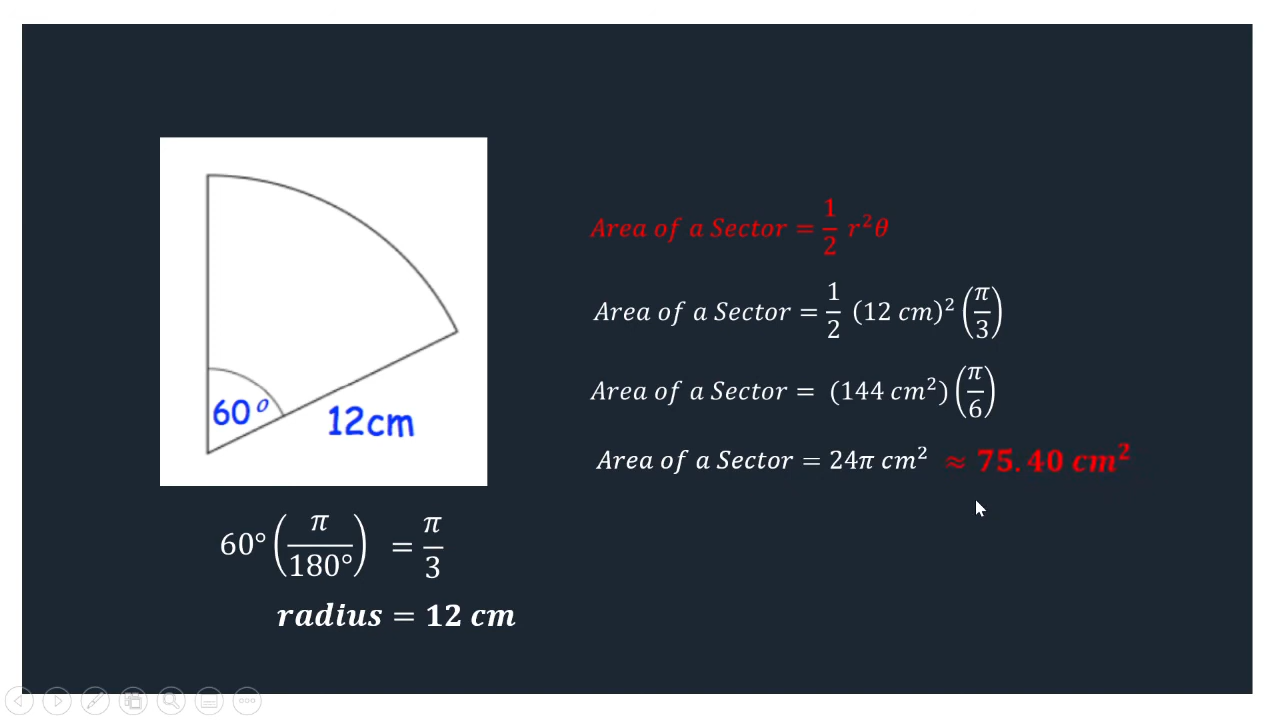 60°
12cm
60° (π/180°) = π/3
radius = 12 cm
Area of a Sector = 1/2 r²θ
Area of a Sector = 1/2 (12 cm)² (π/3)
Area of a Sector = (144 cm²) (π/6)
Area of a Sector = 24π cm² ≈ 75.40 cm²